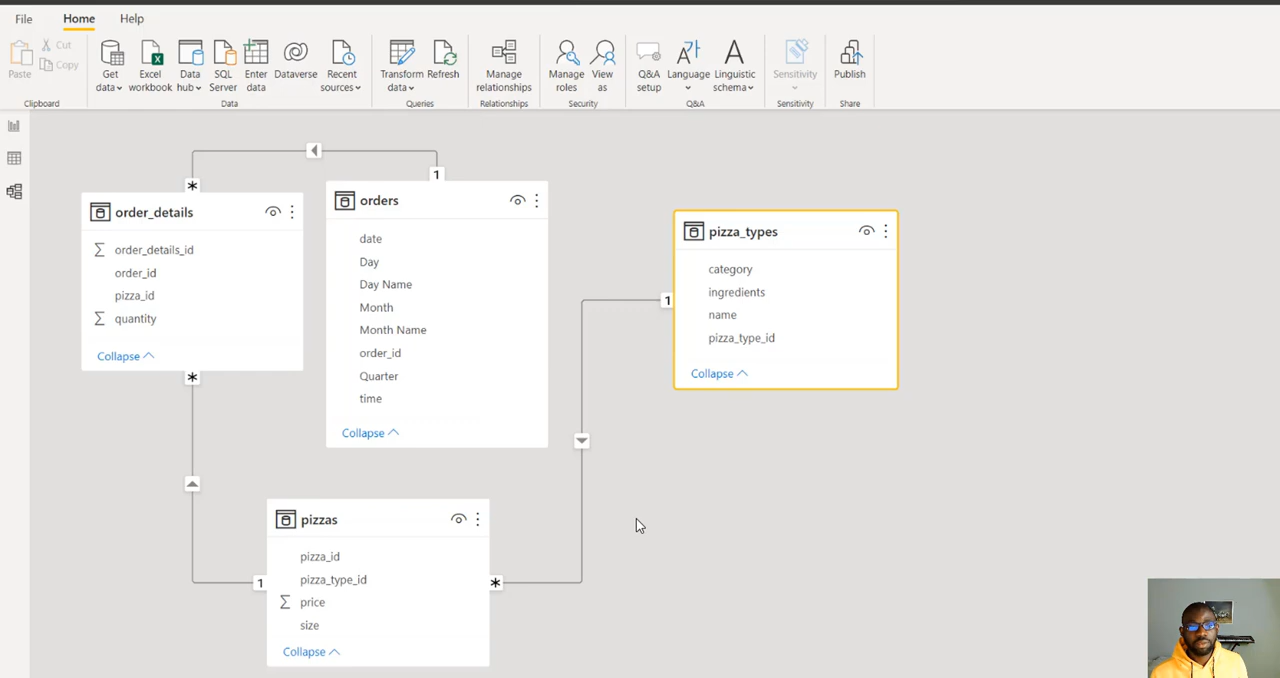 File Home Help
Paste
Cut
Copy
Clipboard
Get data
Excel workbook
Data hub
SQL Server
Enter data
Dataverse
Recent sources
Data
Transform data
Refresh
Queries
Manage relationships
Relationships
Manage roles
View as
Security
Q&A setup
Language
Linguistic schema
Q&A
Sensitivity
Sensitivity
Publish
Share
*
1
order_details
Σ order_details_id
order_id
pizza_id
Σ quantity
Collapse
*
orders
date
Day
Day Name
Month
Month Name
order_id
Quarter
time
Collapse
1
pizza_types
category
ingredients
name
pizza_type_id
Collapse
1
pizzas
pizza_id
pizza_type_id
Σ price
size
Collapse
*